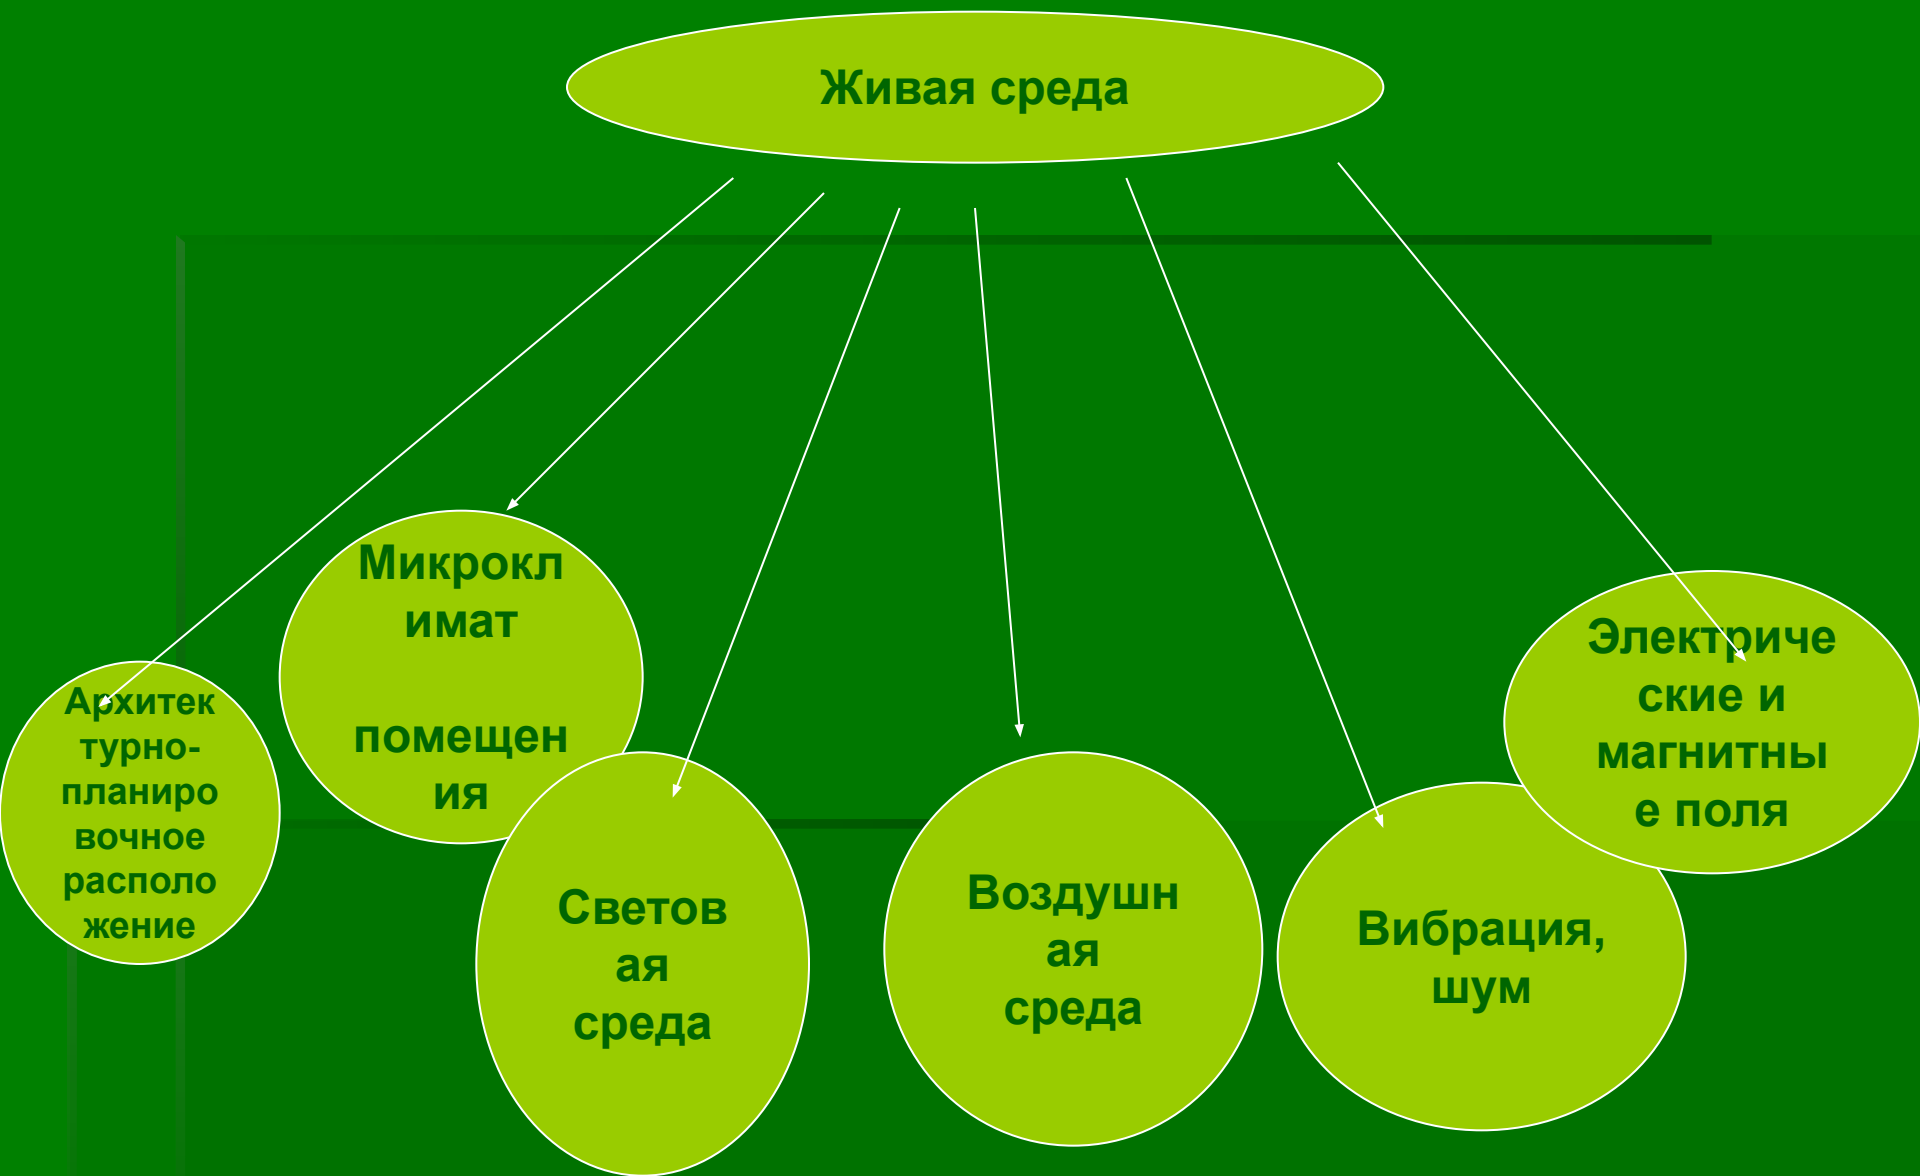 Живая среда
Архитек
турно-
планиро
вочное
располо
жение
Микрокл
имат
помещен
ия
Светов
ая
среда
Воздушн
ая
среда
Вибрация,
шум
Электриче
ские и
магнитны
е поля